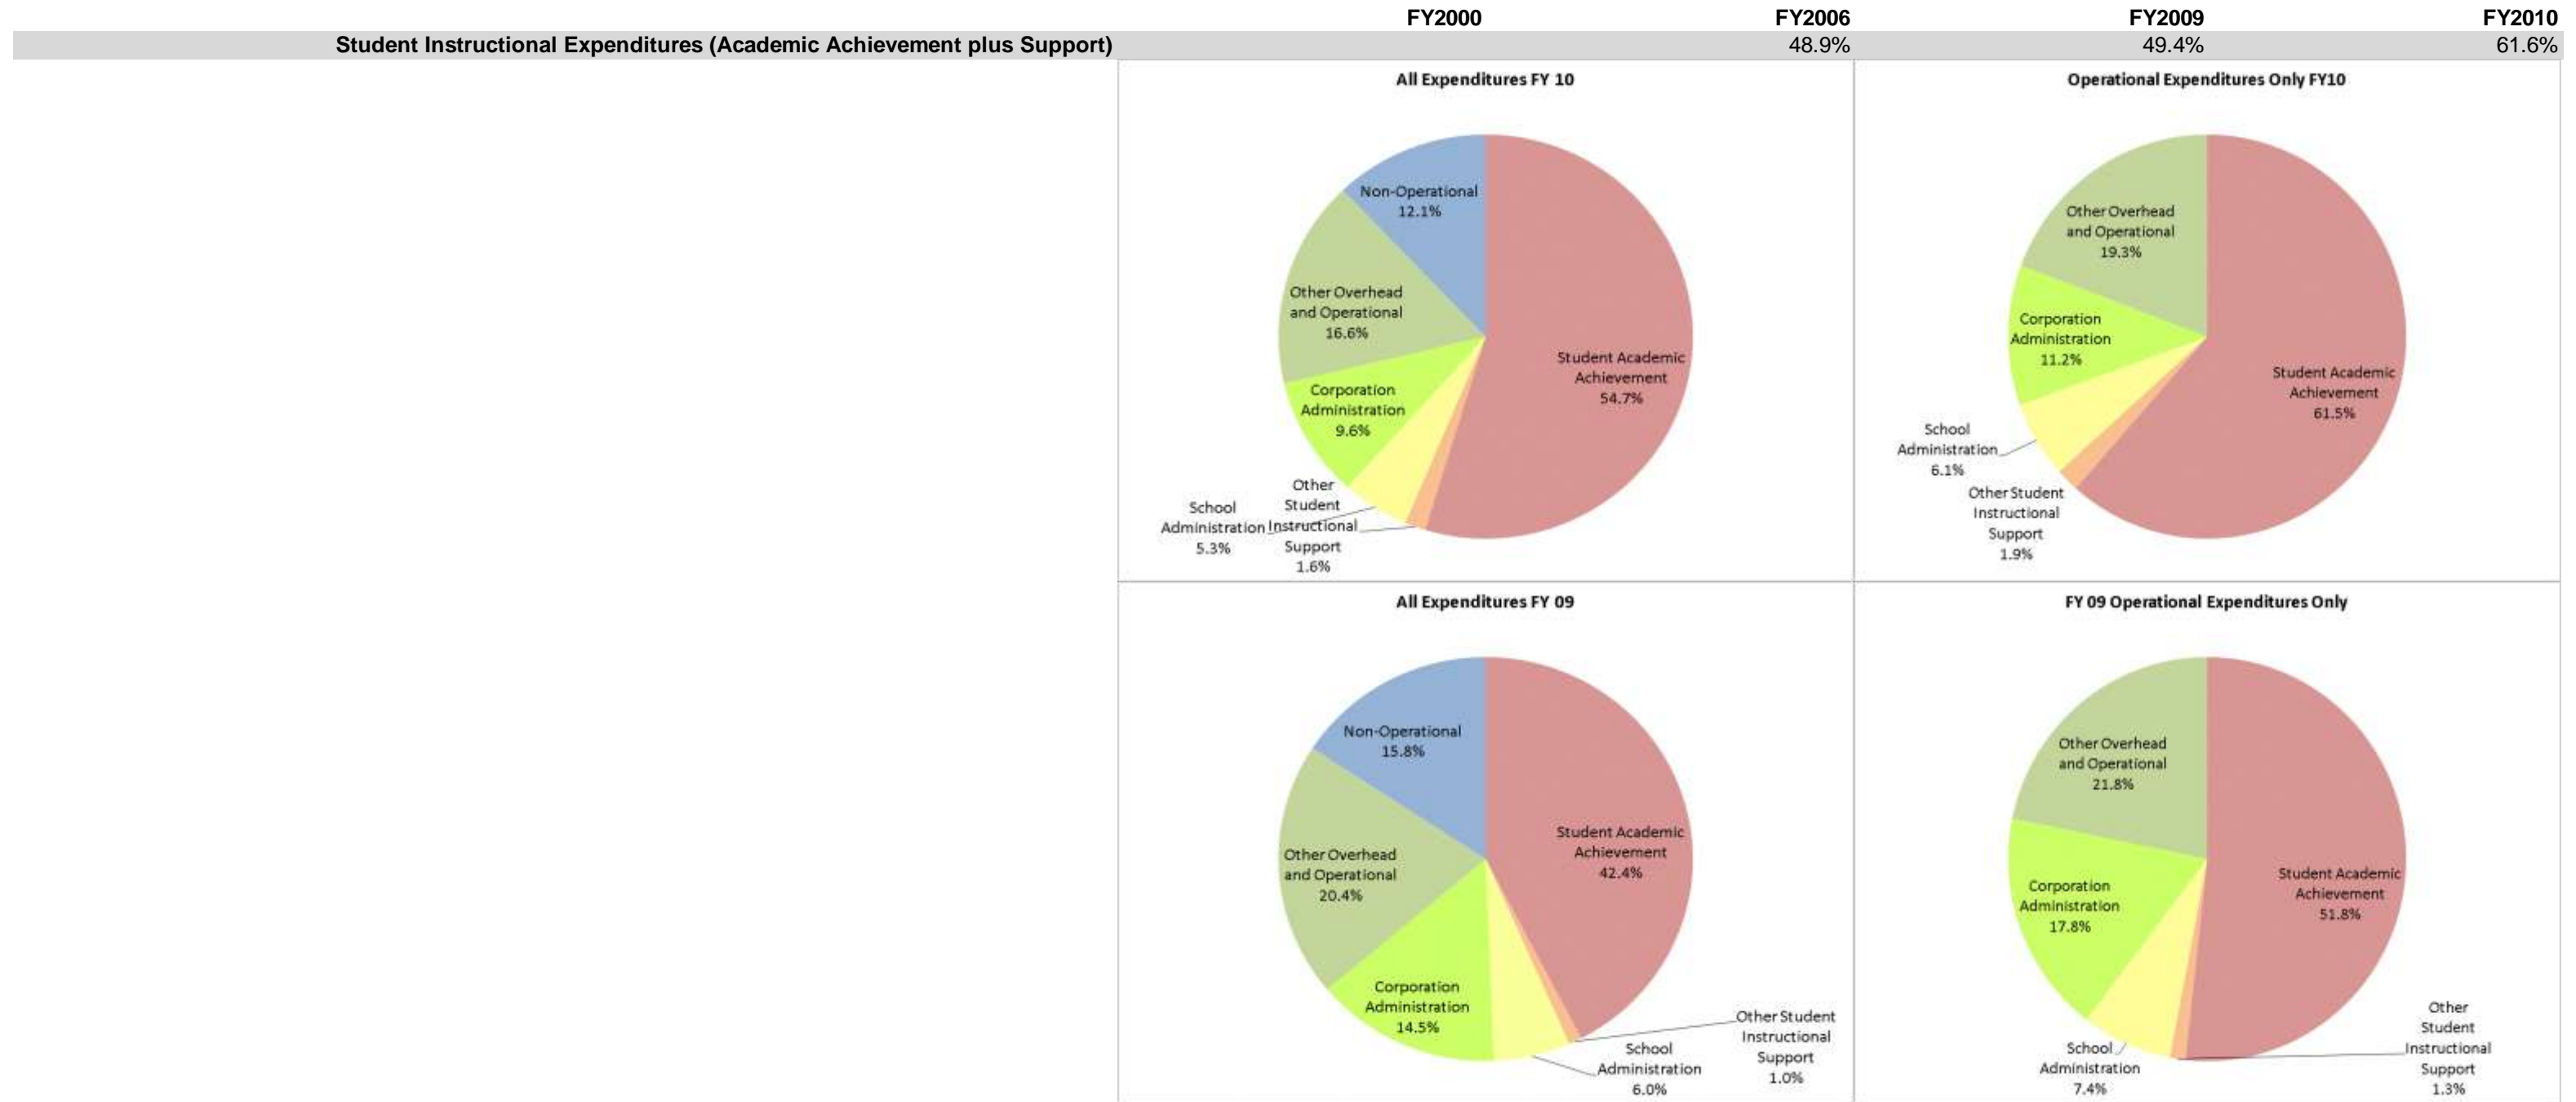 FY2000 FY2006 FY2009 FY2010
Student Instructional Expenditures (Academic Achievement plus Support) 48.9% 49.4% 61.6%
All Expenditures FY 10
Non-Operational
12.1%
Other Overhead
and Operational
16.6%
Corporation
Administration
9.6%
School
Administration
5.3%
Other
Student
Instructional
Support
1.6%
Student Academic
Achievement
54.7%
Operational Expenditures Only FY10
Other Overhead
and Operational
19.3%
Corporation
Administration
11.2%
School
Administration
6.1%
Other Student
Instructional
Support
1.9%
Student Academic
Achievement
61.5%
All Expenditures FY 09
Non-Operational
15.8%
Other Overhead
and Operational
20.4%
Corporation
Administration
14.5%
School
Administration
6.0%
Other Student
Instructional
Support
1.0%
Student Academic
Achievement
42.4%
FY 09 Operational Expenditures Only
Other Overhead
and Operational
21.8%
Corporation
Administration
17.8%
School
Administration
7.4%
Other
Student
Instructional
Support
1.3%
Student Academic
Achievement
51.8%